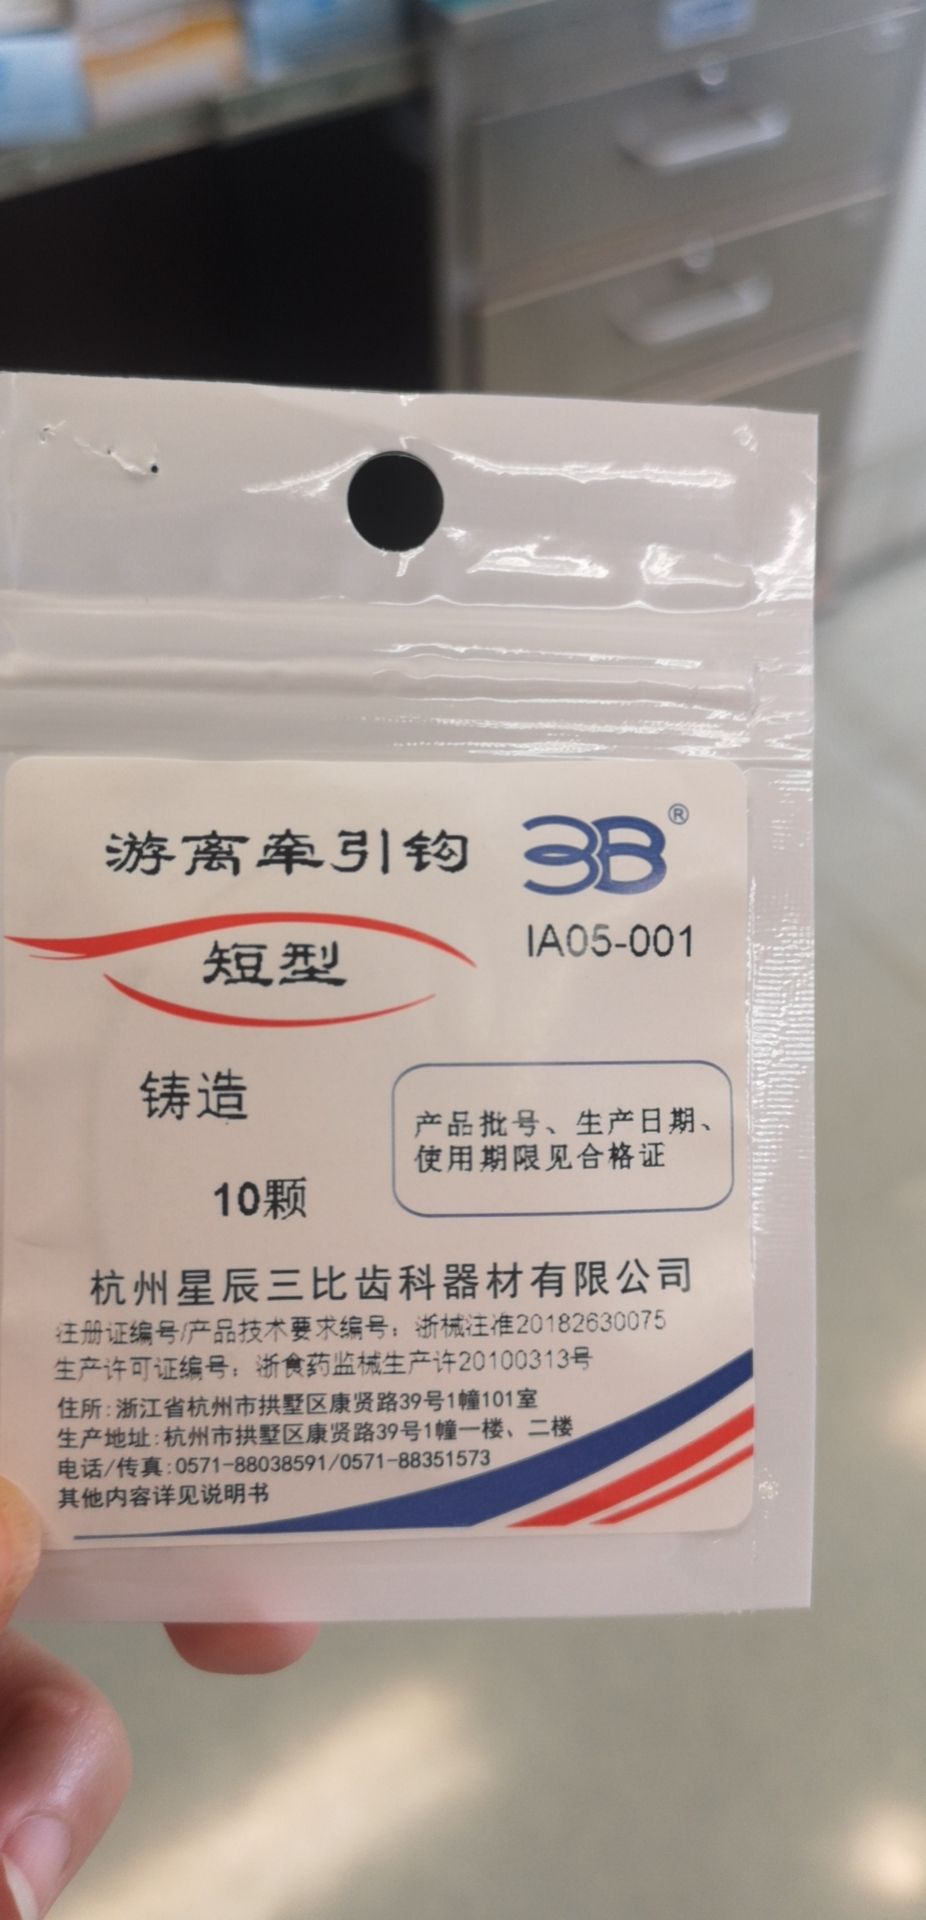 游离牵引钩
3B®
短型
IA05-001
铸造
产品批号、生产日期、
使用期限见合格证
10颗
杭州星辰三比齿科器材有限公司
注册证编号/产品技术要求编号：浙械注准20182630075
生产许可证编号：浙食药监械生产许20100313号
住所:浙江省杭州市拱墅区康贤路39号1幢101室
生产地址:杭州市拱墅区康贤路39号1幢一楼、二楼
电话/传真:0571-88038591/0571-88351573
其他内容详见说明书